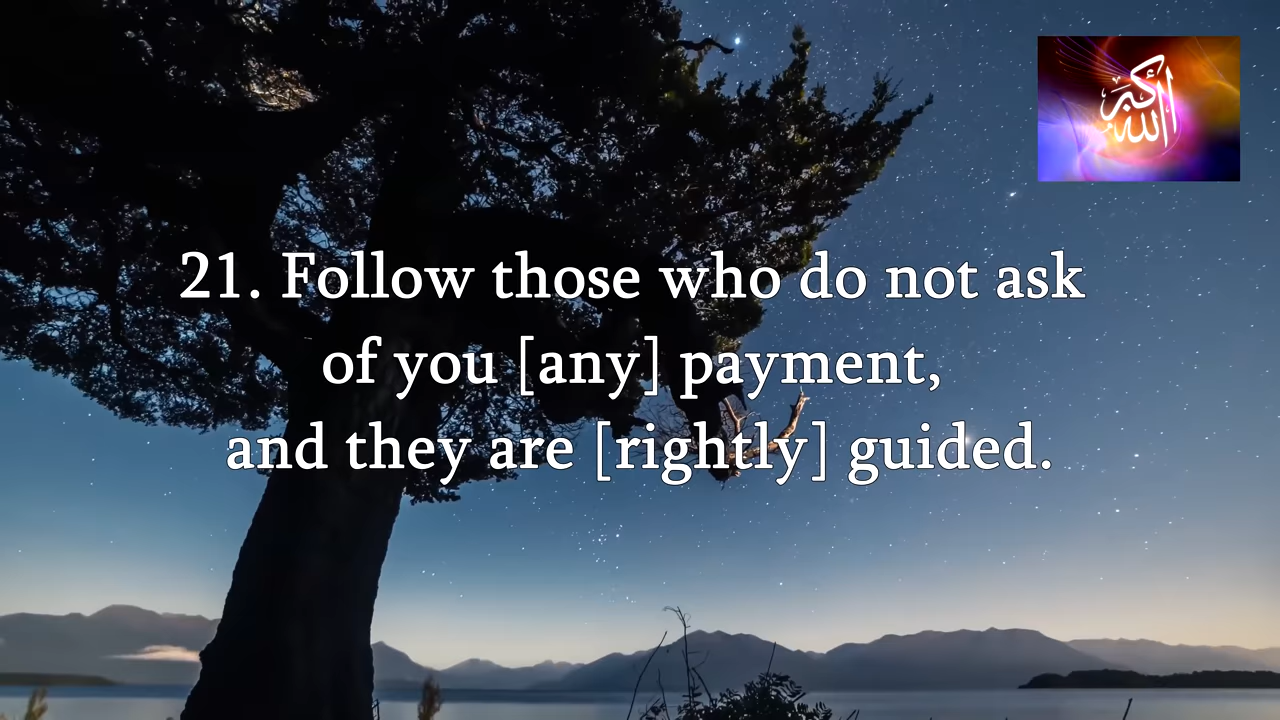 الله أكبر
21. Follow those who do not ask
of you [any] payment,
and they are [rightly] guided.